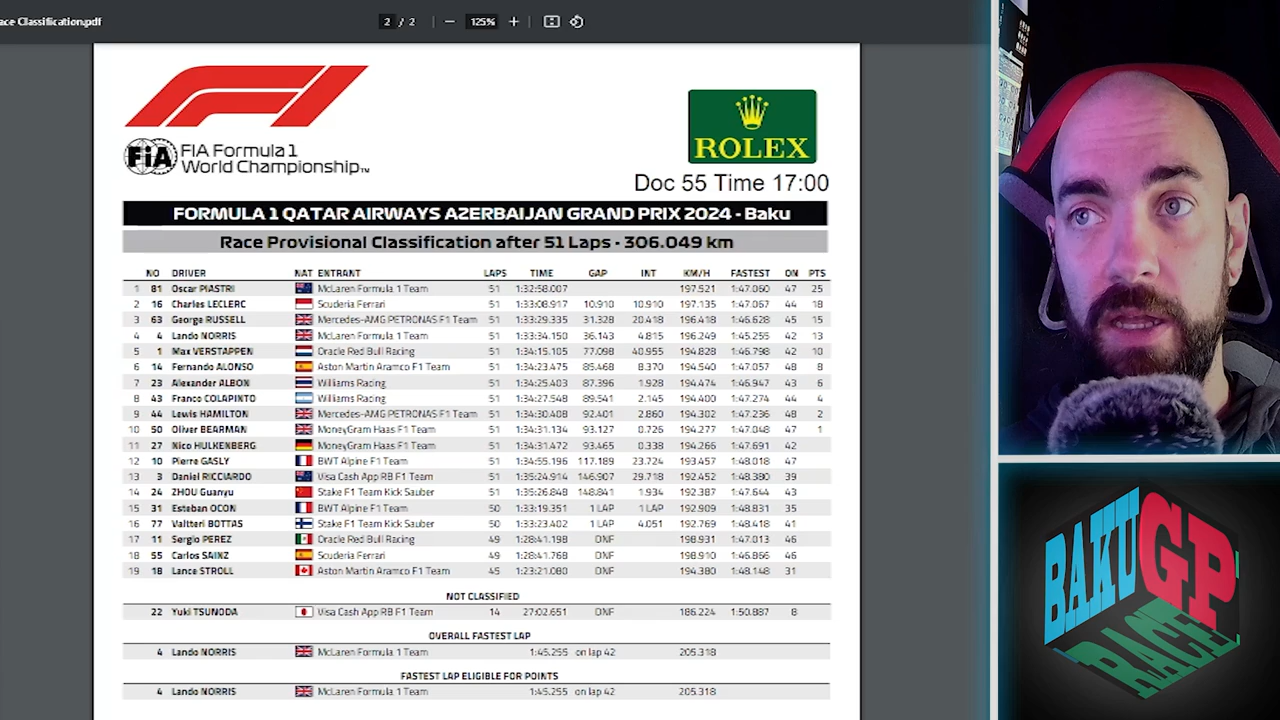 ace Classification.pdf
2 / 2 125%
F1
FIA FIA Formula 1
World Championship™
ROLEX
Doc 55 Time 17:00
FORMULA 1 QATAR AIRWAYS AZERBAIJAN GRAND PRIX 2024 - Baku
Race Provisional Classification after 51 Laps - 306.049 km
NO DRIVER NAT ENTRANT LAPS TIME GAP INT KM/H FASTEST ON PTS
1 81 Oscar PIASTRI McLaren Formula 1 Team 51 1:32:58.007 197.521 1:47.060 47 25
2 16 Charles LECLERC Scuderia Ferrari 51 1:33:08.917 10.910 10.910 197.135 1:47.067 44 18
3 63 George RUSSELL Mercedes-AMG PETRONAS F1 Team 51 1:33:29.335 31.328 20.418 196.418 1:46.628 45 15
4 4 Lando NORRIS McLaren Formula 1 Team 51 1:33:34.150 36.143 4.815 196.249 1:45.255 42 13
5 1 Max VERSTAPPEN Oracle Red Bull Racing 51 1:34:15.105 77.098 40.955 194.828 1:46.798 42 10
6 14 Fernando ALONSO Aston Martin Aramco F1 Team 51 1:34:23.475 85.468 8.370 194.540 1:47.057 48 8
7 23 Alexander ALBON Williams Racing 51 1:34:25.403 87.396 1.928 194.474 1:46.947 43 6
8 43 Franco COLAPINTO Williams Racing 51 1:34:27.548 89.541 2.145 194.400 1:47.274 44 4
9 44 Lewis HAMILTON Mercedes-AMG PETRONAS F1 Team 51 1:34:30.408 92.401 2.860 194.302 1:47.236 48 2
10 50 Oliver BEARMAN MoneyGram Haas F1 Team 51 1:34:31.134 93.127 0.726 194.277 1:47.048 47 1
11 27 Nico HULKENBERG MoneyGram Haas F1 Team 51 1:34:31.472 93.465 0.338 194.266 1:47.691 42
12 10 Pierre GASLY BWT Alpine F1 Team 51 1:34:55.196 117.189 23.724 193.457 1:48.018 47
13 3 Daniel RICCIARDO Visa Cash App RB F1 Team 51 1:35:24.914 146.907 29.718 192.452 1:48.380 39
14 24 ZHOU Guanyu Stake F1 Team Kick Sauber 51 1:35:26.848 148.841 1.934 192.387 1:47.644 43
15 31 Esteban OCON BWT Alpine F1 Team 50 1:33:19.351 1 LAP 1 LAP 192.909 1:48.831 35
16 77 Valtteri BOTTAS Stake F1 Team Kick Sauber 50 1:33:23.402 1 LAP 4.051 192.769 1:48.418 41
17 11 Sergio PEREZ Oracle Red Bull Racing 49 1:28:41.198 DNF 198.931 1:47.013 46
18 55 Carlos SAINZ Scuderia Ferrari 49 1:28:41.768 DNF 198.910 1:46.866 46
19 18 Lance STROLL Aston Martin Aramco F1 Team 45 1:23:21.080 DNF 194.380 1:48.148 31
NOT CLASSIFIED
22 Yuki TSUNODA Visa Cash App RB F1 Team 14 27:02.651 DNF 186.224 1:50.887 8
OVERALL FASTEST LAP
4 Lando NORRIS McLaren Formula 1 Team 1:45.255 on lap 42 205.318
FASTEST LAP ELIGIBLE FOR POINTS
4 Lando NORRIS McLaren Formula 1 Team 1:45.255 on lap 42 205.318
BAKU GP
RACE